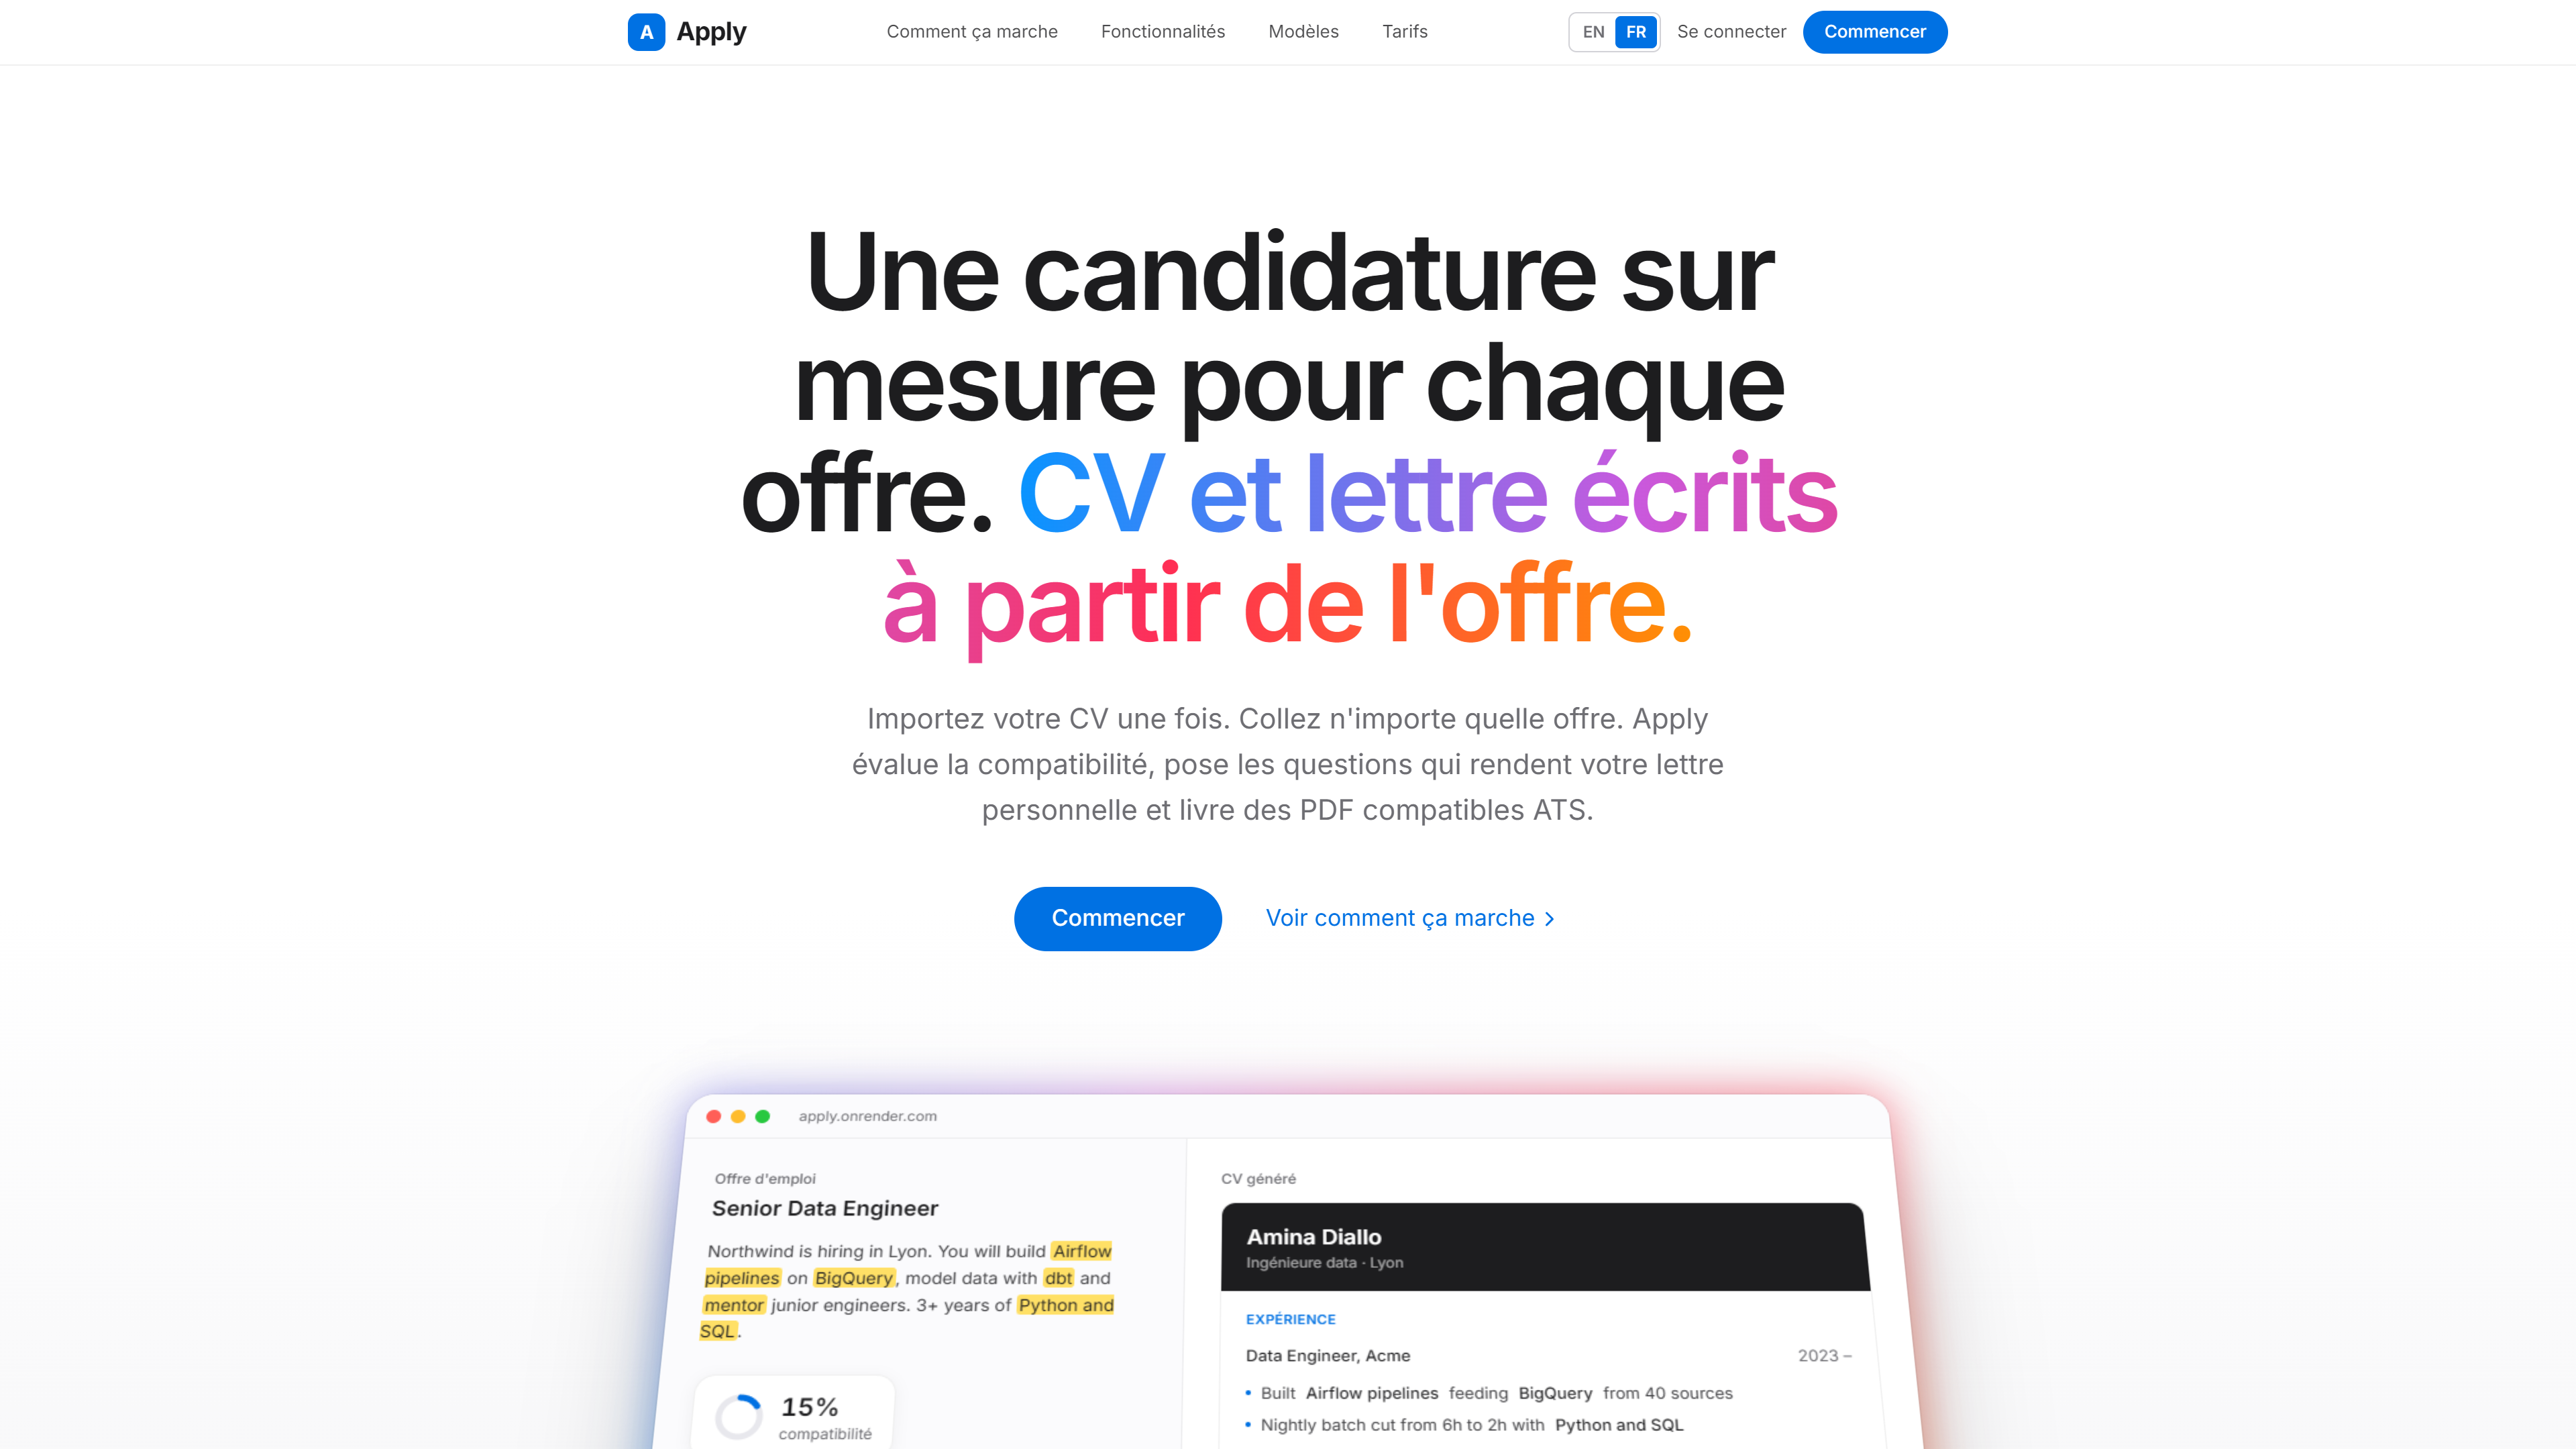 A Apply
Comment ça marche
Fonctionnalités
Modèles
Tarifs
EN FR
Se connecter
Commencer
Une candidature sur
mesure pour chaque
offre. CV et lettre écrits
à partir de l'offre.
Importez votre CV une fois. Collez n'importe quelle offre. Apply
évalue la compatibilité, pose les questions qui rendent votre lettre
personnelle et livre des PDF compatibles ATS.
Commencer
Voir comment ça marche
apply.onrender.com
Offre d'emploi
Senior Data Engineer
Northwind is hiring in Lyon. You will build Airflow
pipelines on BigQuery, model data with dbt and
mentor junior engineers. 3+ years of Python and
SQL.
15%
compatibilité
CV généré
Amina Diallo
Ingénieure data · Lyon
EXPÉRIENCE
Data Engineer, Acme 2023 –
• Built Airflow pipelines feeding BigQuery from 40 sources
• Nightly batch cut from 6h to 2h with Python and SQL